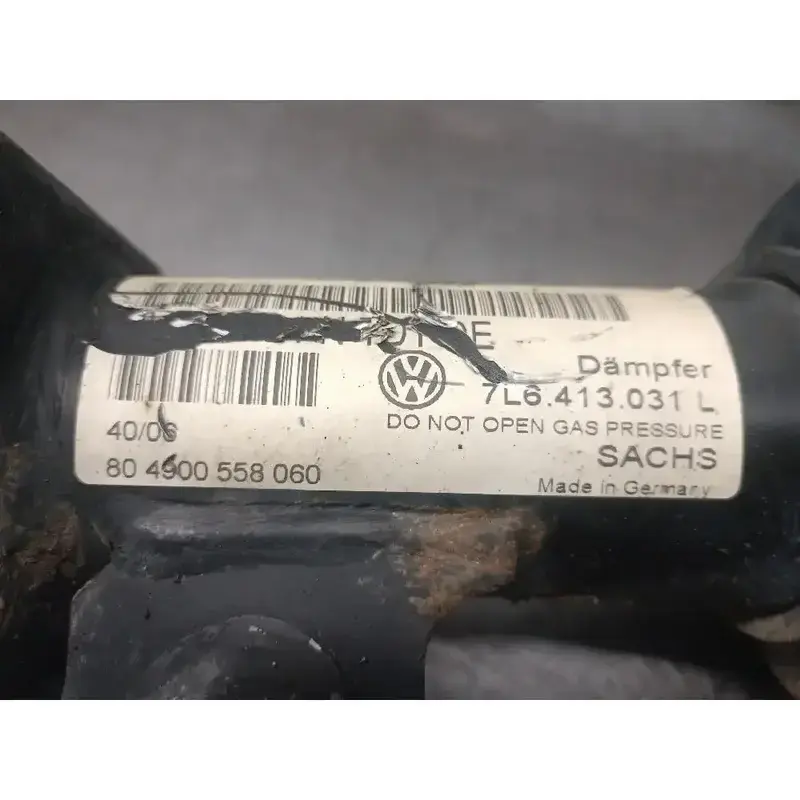 Dämpfer
7L6.413.031 L
DO NOT OPEN GAS PRESSURE
40/06
SACHS
80 4900 558 060
Made in Germany